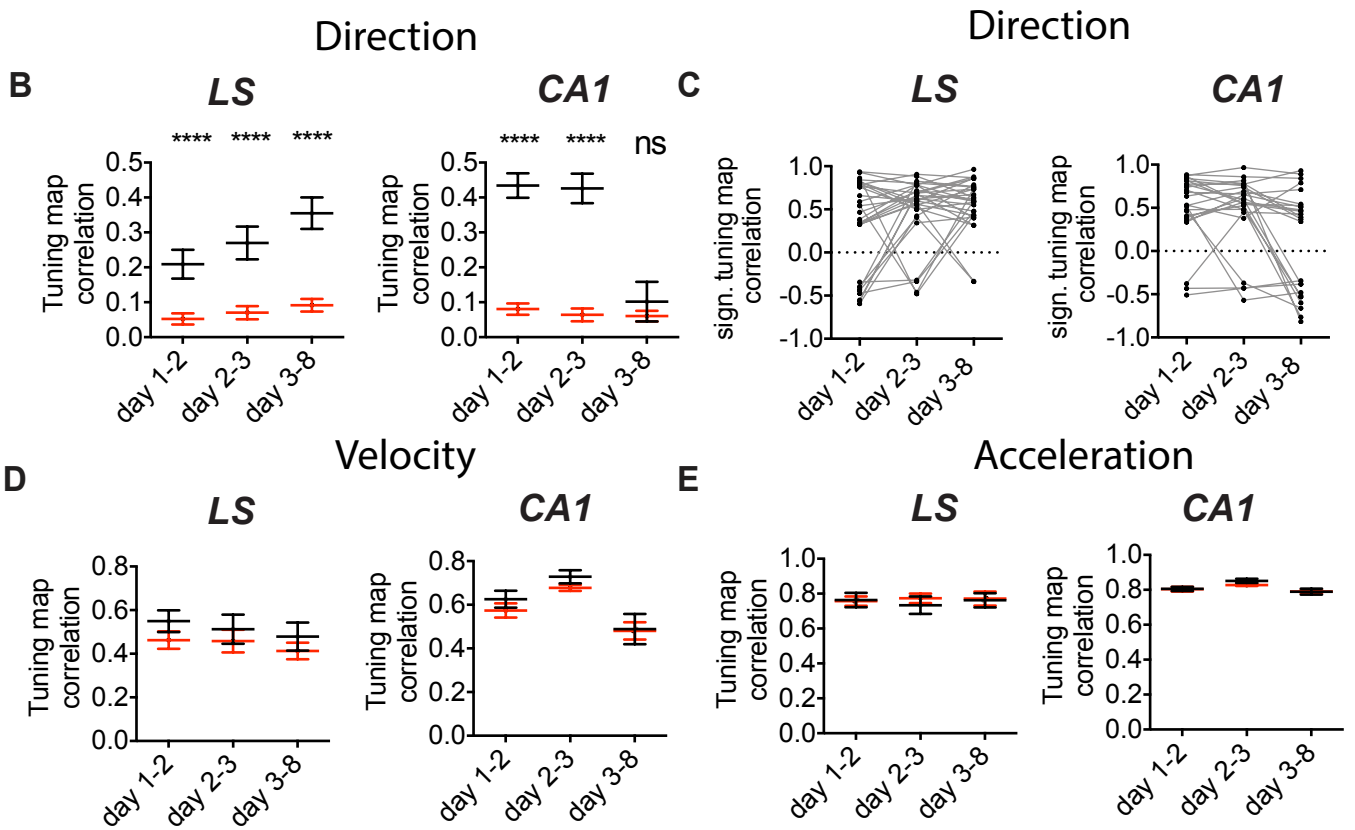 Direction
B
LS
CA1
**** **** ****
**** **** ns
Tuning map
correlation
0.5
0.4
0.3
0.2
0.1
0.0
day 1-2
day 2-3
day 3-8
Tuning map
correlation
0.5
0.4
0.3
0.2
0.1
0.0
day 1-2
day 2-3
day 3-8
Direction
C
LS
CA1
sign. tuning map
correlation
1.0
0.5
0.0
-0.5
-1.0
day 1-2
day 2-3
day 3-8
sign. tuning map
correlation
1.0
0.5
0.0
-0.5
-1.0
day 1-2
day 2-3
day 3-8
Velocity
D
LS
CA1
Tuning map
correlation
0.8
0.6
0.4
0.2
0.0
day 1-2
day 2-3
day 3-8
Tuning map
correlation
0.8
0.6
0.4
0.2
0.0
day 1-2
day 2-3
day 3-8
Acceleration
E
LS
CA1
Tuning map
correlation
1.0
0.8
0.6
0.4
0.2
0.0
day 1-2
day 2-3
day 3-8
Tuning map
correlation
1.0
0.8
0.6
0.4
0.2
0.0
day 1-2
day 2-3
day 3-8